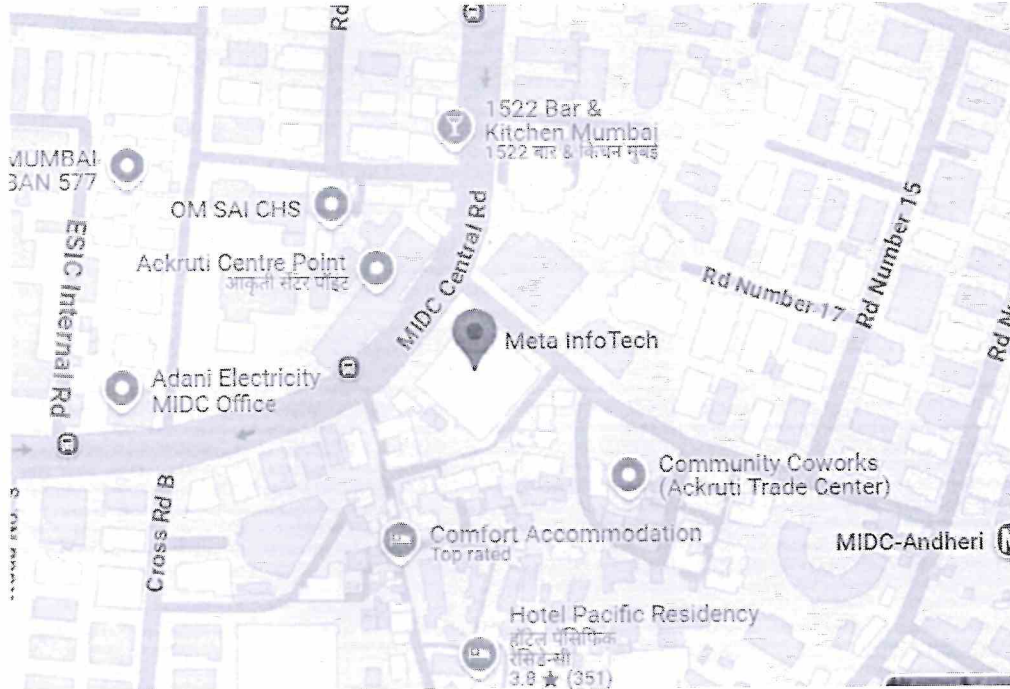 Rd
1522 Bar &
Kitchen Mumbai
1522 बार & किचन मुंबई
MUMBAI
577
OM SAI CHS
Ackruti Centre Point
आकृती सेंटर पॉइंट
ESIC Internal Rd
MIDC Central Rd
Rd Number 15
Rd Number 17
Meta InfoTech
Adani Electricity
MIDC Office
Community Coworks
(Ackruti Trade Center)
Cross Rd B
Comfort Accommodation
Top rated
MIDC-Andheri
Hotel Pacific Residency
हॉटेल पॅसिफिक
रेसिडेन्सी
3.9 ★ (351)